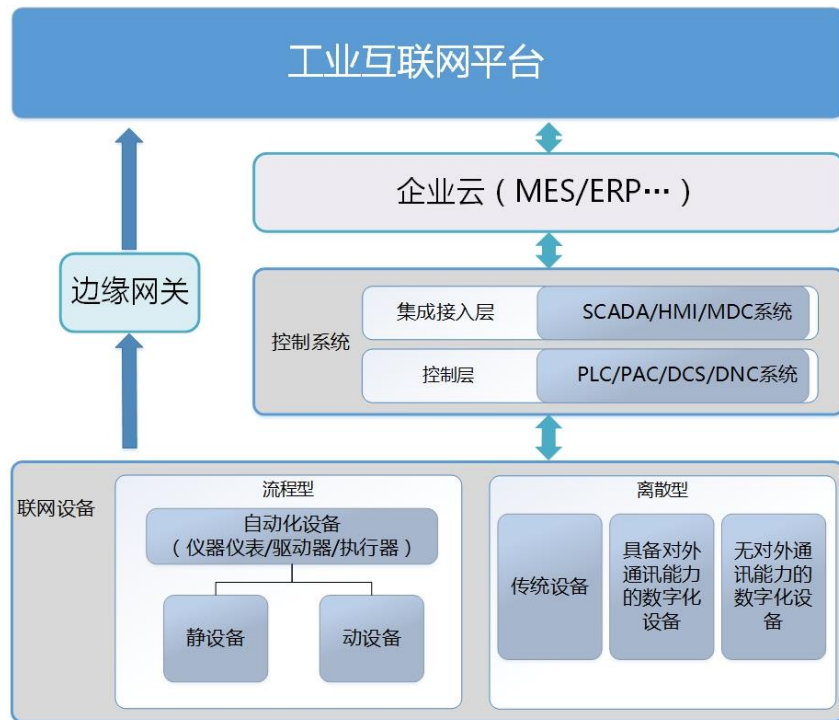 工业互联网平台
企业云（MES/ERP…）
边缘网关
控制系统
集成接入层
SCADA/HMI/MDC系统
控制层
PLC/PAC/DCS/DNC系统
联网设备
流程型
自动化设备
（仪器仪表/驱动器/执行器）
静设备
动设备
离散型
传统设备
具备对外
通讯能力
的数字化
设备
无对外通
讯能力的
数字化设
备